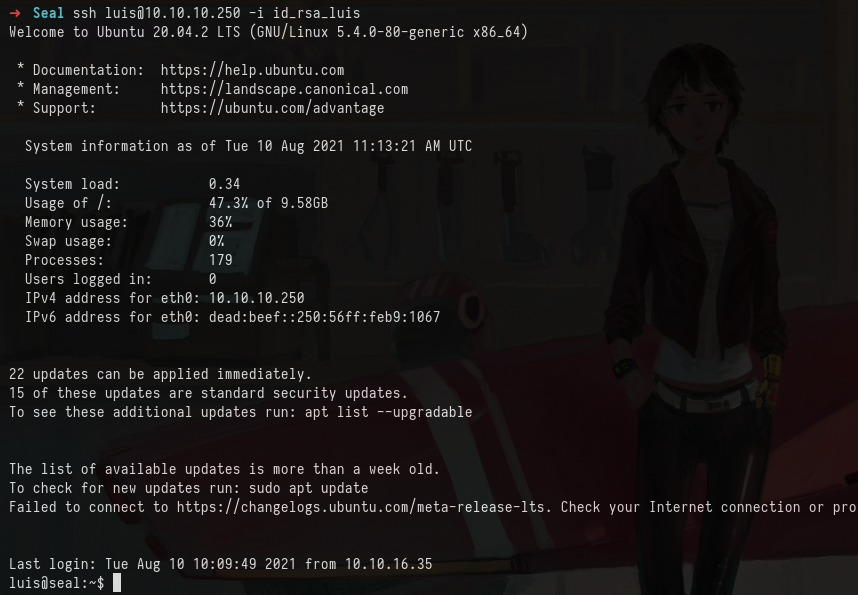 → Seal ssh luis@10.10.10.250 -i id_rsa_luis
Welcome to Ubuntu 20.04.2 LTS (GNU/Linux 5.4.0-80-generic x86_64)
* Documentation: https://help.ubuntu.com
* Management: https://landscape.canonical.com
* Support: https://ubuntu.com/advantage
System information as of Tue 10 Aug 2021 11:13:21 AM UTC
System load: 0.34
Usage of /: 47.3% of 9.58GB
Memory usage: 36%
Swap usage: 0%
Processes: 179
Users logged in: 0
IPv4 address for eth0: 10.10.10.250
IPv6 address for eth0: dead:beef::250:56ff:feb9:1067
22 updates can be applied immediately.
15 of these updates are standard security updates.
To see these additional updates run: apt list --upgradable
The list of available updates is more than a week old.
To check for new updates run: sudo apt update
Failed to connect to https://changelogs.ubuntu.com/meta-release-lts. Check your Internet connection or pro
Last login: Tue Aug 10 10:09:49 2021 from 10.10.16.35
luis@seal:~$